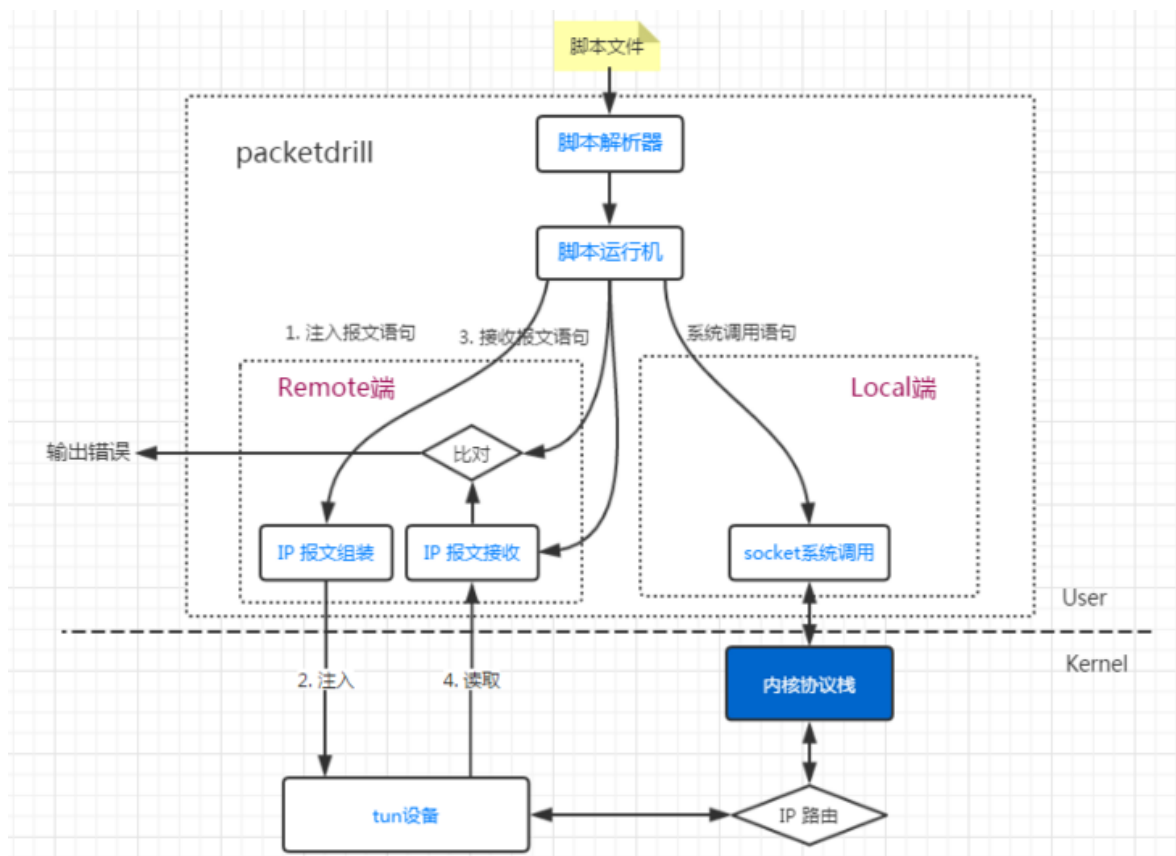 脚本文件
packetdrill
脚本解析器
脚本运行机
1. 注入报文语句
3. 接收报文语句
系统调用语句
Remote端
Local端
输出错误
比对
IP 报文组装
IP 报文接收
socket系统调用
User
Kernel
2. 注入
4. 读取
内核协议栈
tun设备
IP 路由